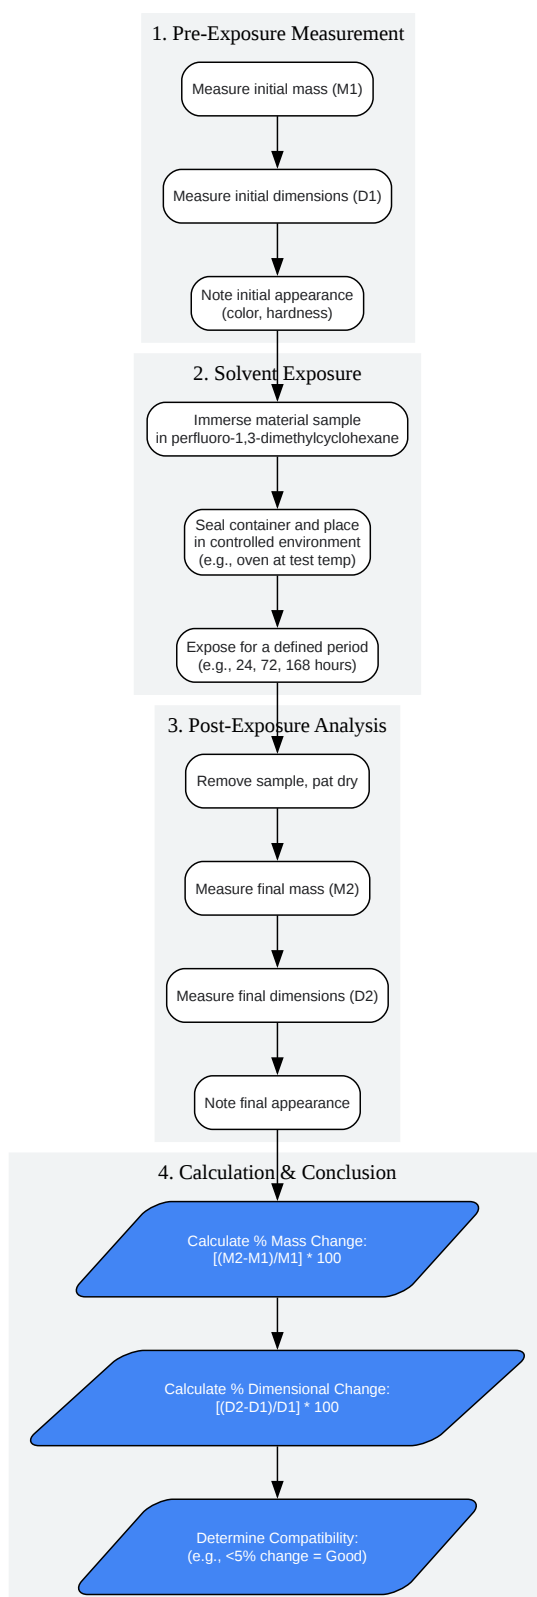 1. Pre-Exposure Measurement
Measure initial mass (M1)
Measure initial dimensions (D1)
Note initial appearance
(color, hardness)
2. Solvent Exposure
Immerse material sample
in perfluoro-1,3-dimethylcyclohexane
Seal container and place
in controlled environment
(e.g., oven at test temp)
Expose for a defined period
(e.g., 24, 72, 168 hours)
3. Post-Exposure Analysis
Remove sample, pat dry
Measure final mass (M2)
Measure final dimensions (D2)
Note final appearance
4. Calculation & Conclusion
Calculate % Mass Change:
[(M2-M1)/M1] * 100
Calculate % Dimensional Change:
[(D2-D1)/D1] * 100
Determine Compatibility:
(e.g., <5% change = Good)